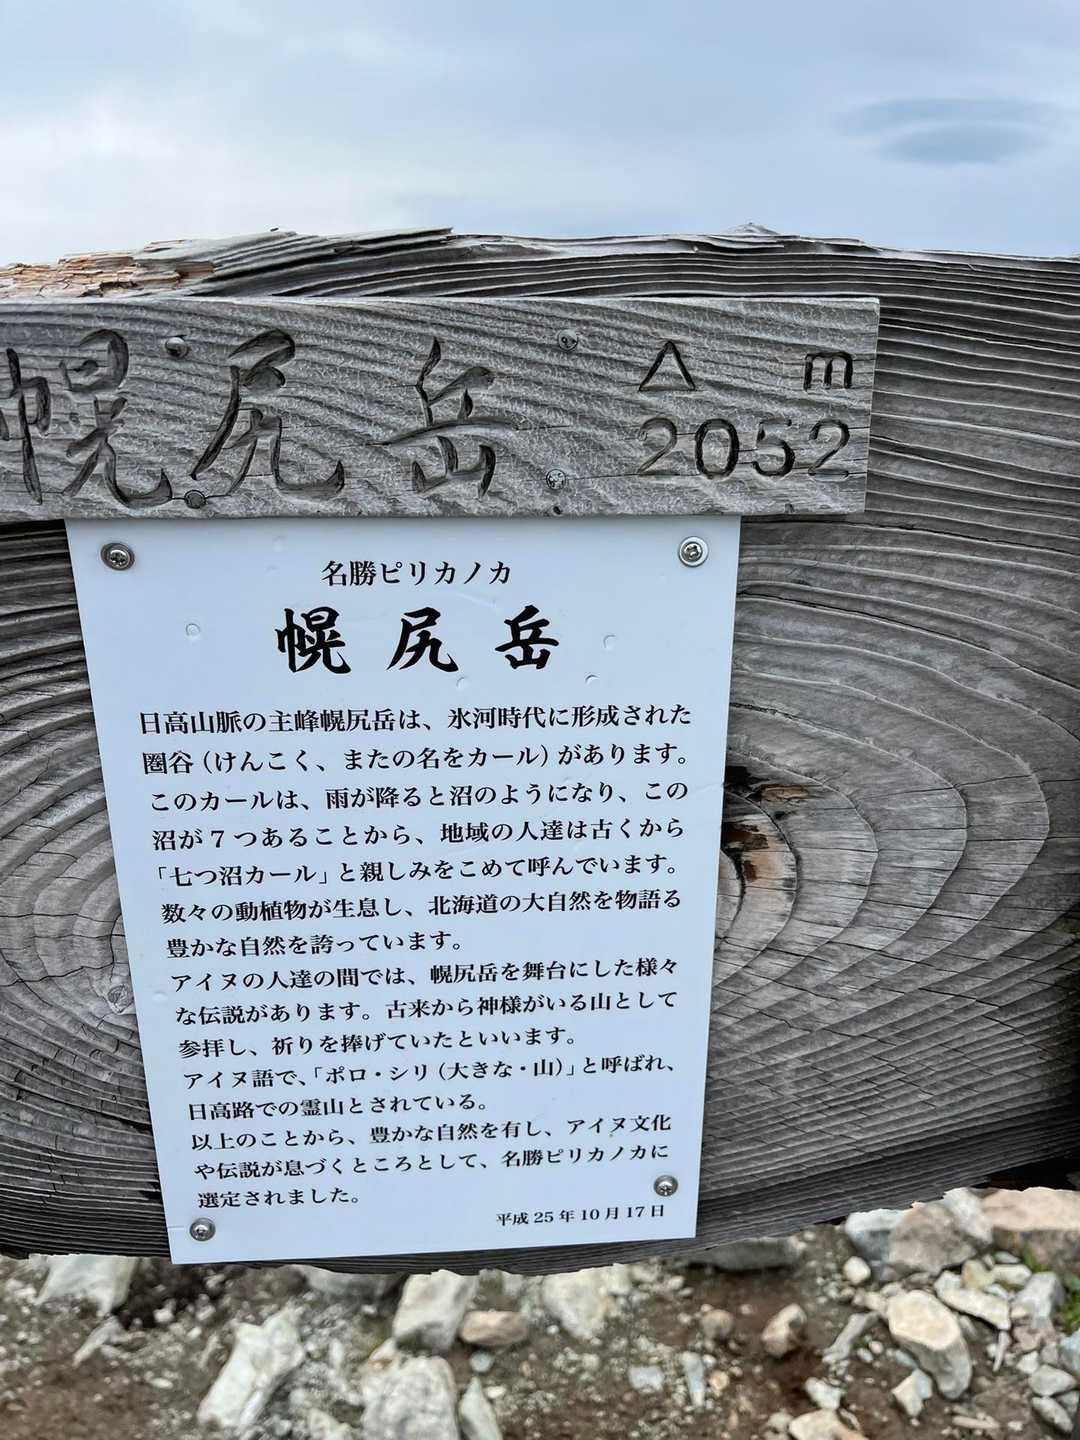 幌尻岳 △ m
2052
名勝ピリカノカ
幌尻岳
日高山脈の主峰幌尻岳は、氷河時代に形成された
圏谷（けんこく、またの名をカール）があります。
このカールは、雨が降ると沼のようになり、この
沼が７つあることから、地域の人達は古くから
「七つ沼カール」と親しみをこめて呼んでいます。
数々の動植物が生息し、北海道の大自然を物語る
豊かな自然を誇っています。
アイヌの人達の間では、幌尻岳を舞台にした様々
な伝説があります。古来から神様がいる山として
参拝し、祈りを捧げていたといいます。
アイヌ語で、「ポロ・シリ（大きな・山）」と呼ばれ、
日高路での霊山とされている。
以上のことから、豊かな自然を有し、アイヌ文化
や伝説が息づくところとして、名勝ピリカノカに
選定されました。
平成25年10月17日